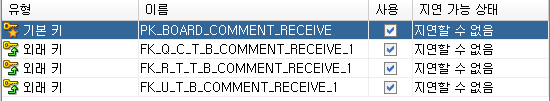 유형 이름 사용 지연 가능 상태
기본 키 PK_BOARD_COMMENT_RECEIVE 지연할 수 없음
외래 키 FK_Q_C_T_B_COMMENT_RECEIVE_1 지연할 수 없음
외래 키 FK_R_T_T_B_COMMENT_RECEIVE_1 지연할 수 없음
외래 키 FK_U_T_B_COMMENT_RECEIVE_1 지연할 수 없음